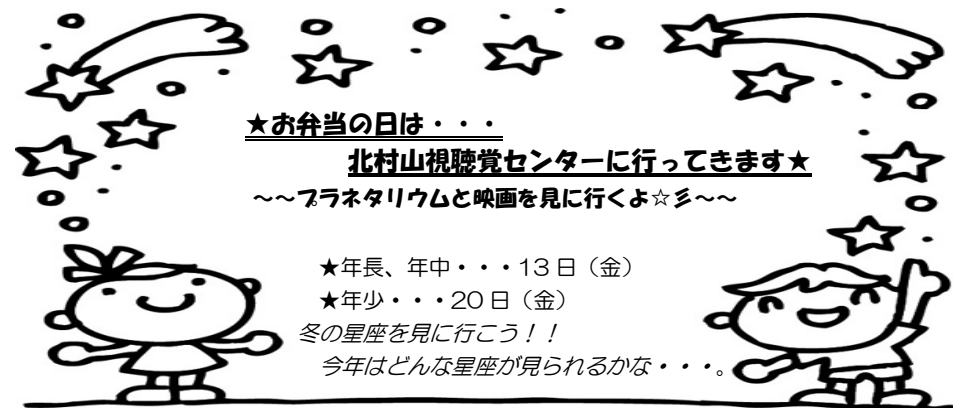 ★お弁当の日は・・・
北村山視聴覚センターに行ってきます★
～～プラネタリウムと映画を見に行くよ☆彡～～
★年長、年中・・・13日（金）
★年少・・・20日（金）
冬の星座を見に行こう！！
今年はどんな星座が見られるかな・・・。